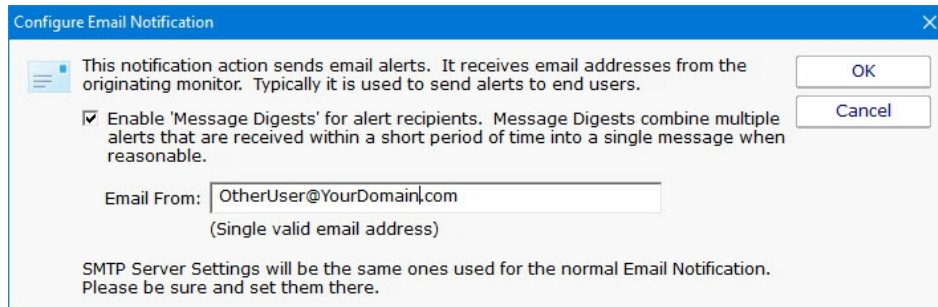 Configure Email Notification
This notification action sends email alerts.  It receives email addresses from the
originating monitor.  Typically it is used to send alerts to end users.
OK
Enable 'Message Digests' for alert recipients.  Message Digests combine multiple
alerts that are received within a short period of time into a single message when
reasonable.
Cancel
Email From: OtherUser@YourDomain.com
(Single valid email address)
SMTP Server Settings will be the same ones used for the normal Email Notification.
Please be sure and set them there.